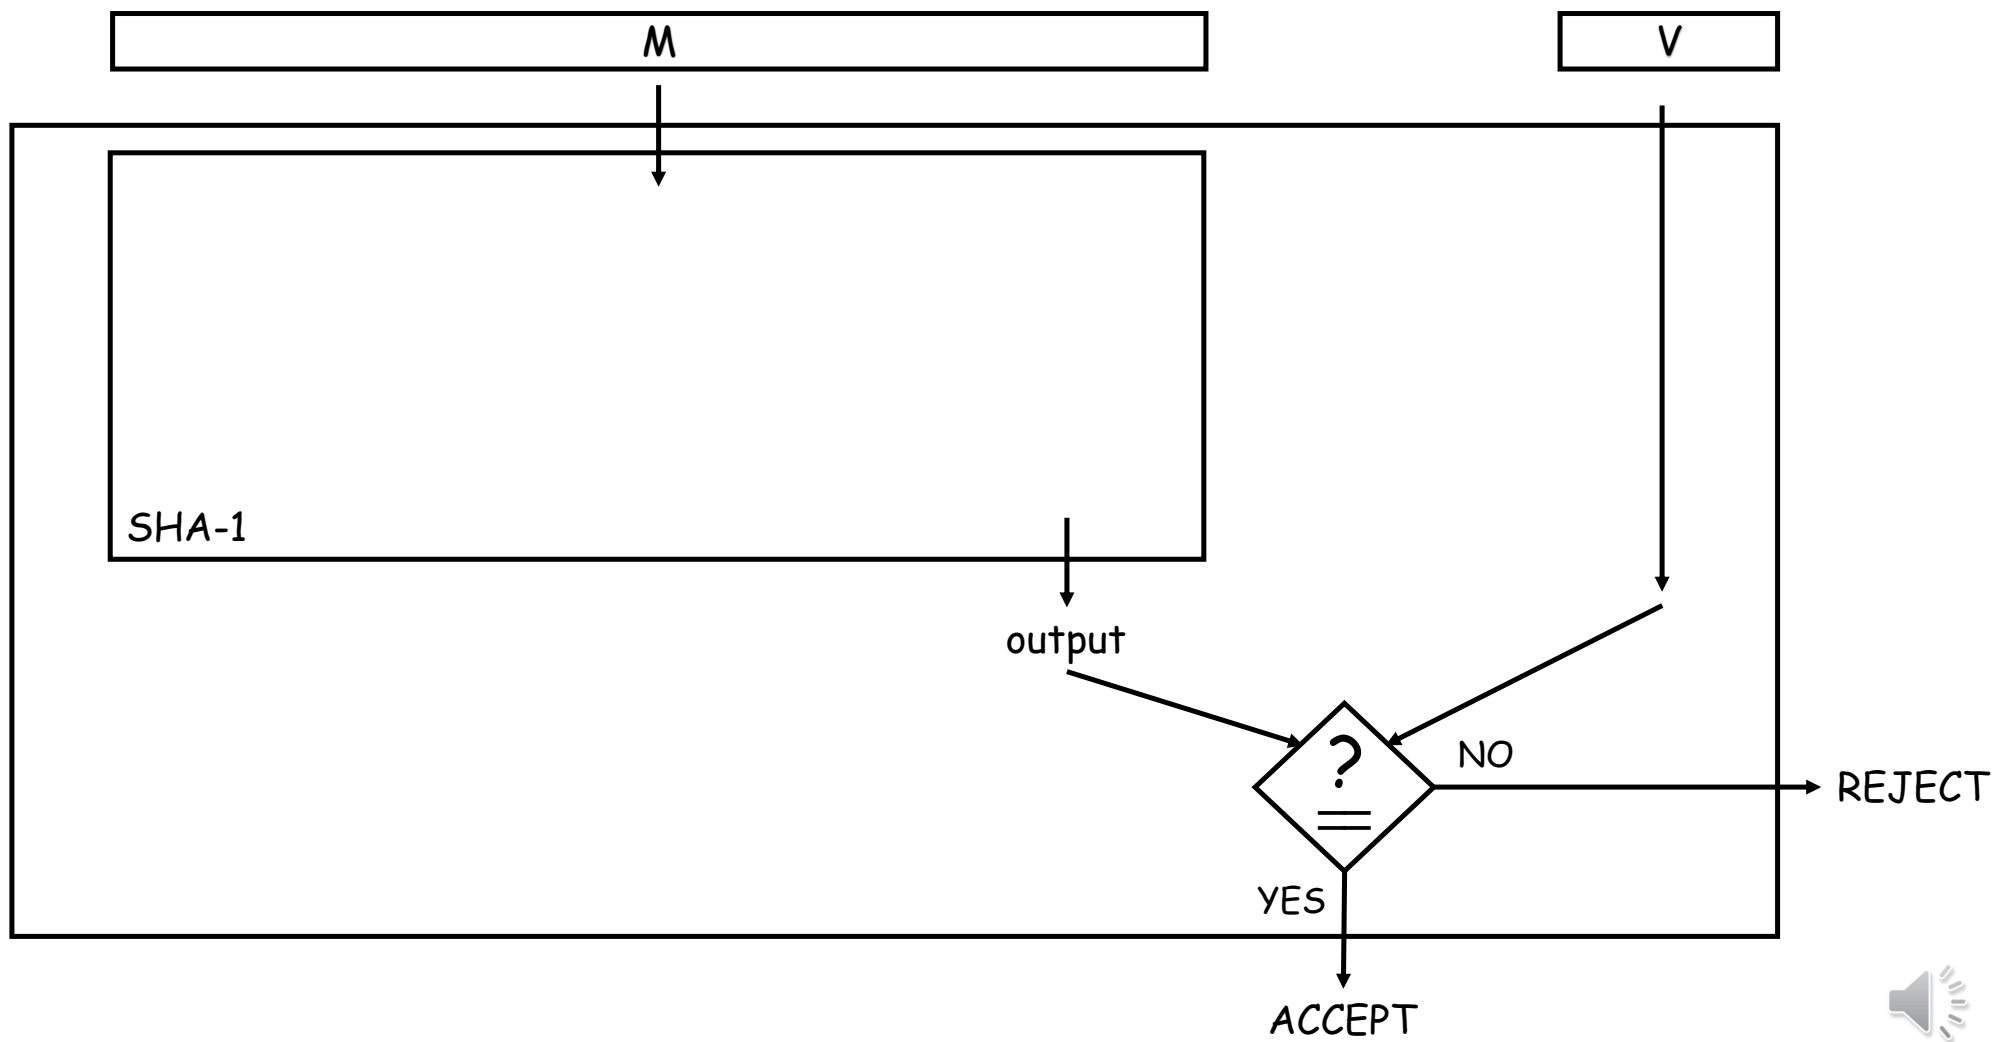 M
V
SHA-1
output
?
==
NO
REJECT
YES
ACCEPT